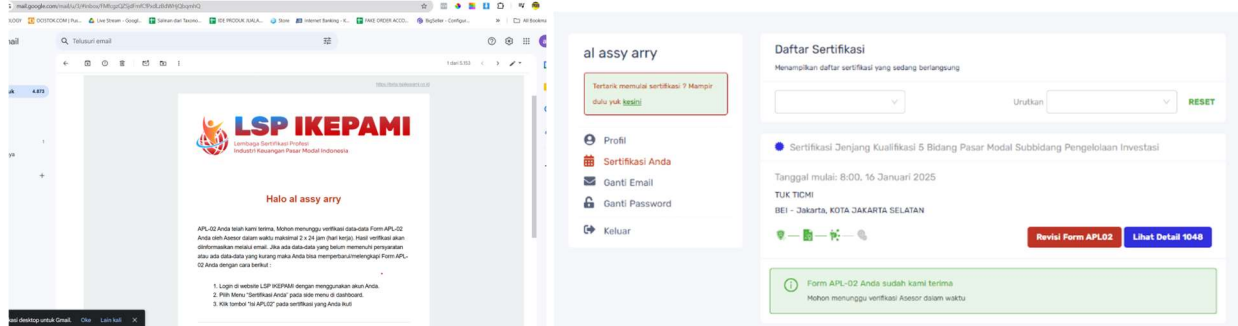 mail.google.com/mail/u/
DOSTOK.COM | Pus...
Live Stream - Googl...
Salinan dari Taxono...
IDE PRODUK JUALA...
Store
Internet Banking - K...
FAKE ORDER ACCO...
BigSeller - Configur...
All Bookma
mail
Telusuri email
1 dari 5.153
4.873
1
LSP IKEPAMI
Lembaga Sertifikasi Profesi
Industri Keuangan Pasar Modal Indonesia
Halo al assy arry
APL-02 Anda telah kami terima, Mohon menunggu verifikasi data-data Form APL-02
Anda oleh Asesor dalam waktu maksimal 2 x 24 jam (hari kerja). Hasil verifikasi akan
diinformasikan melalui email. Jika ada data-data yang belum memenuhi persyaratan
atau ada data-data yang kurang maka Anda bisa memperbarui/melengkapi Form APL-
02 Anda dengan cara berikut :
1. Login di website LSP IKEPAMI dengan menggunakan akun Anda.
2. Pilih Menu "Sertifikasi Anda" pada side menu di dashboard.
3. Klik tombol "Isi APL02" pada sertifikasi yang Anda ikuti
kasi desktop untuk Gmail.
Oke
Lain kali
al assy arry
Tertarik memulai sertifikasi ? Mampir
dulu yuk kesini
Profil
Sertifikasi Anda
Ganti Email
Ganti Password
Keluar
Daftar Sertifikasi
Menampilkan daftar sertifikasi yang sedang berlangsung
Urutkan
RESET
Sertifikasi Jenjang Kualifikasi 5 Bidang Pasar Modal Subbidang Pengelolaan Investasi
Tanggal mulai: 8:00, 16 Januari 2025
TUK TICMI
BEI - Jakarta, KOTA JAKARTA SELATAN
Revisi Form APL02
Lihat Detail 1048
Form APL-02 Anda sudah kami terima
Mohon menunggu verifikasi Asesor dalam waktu